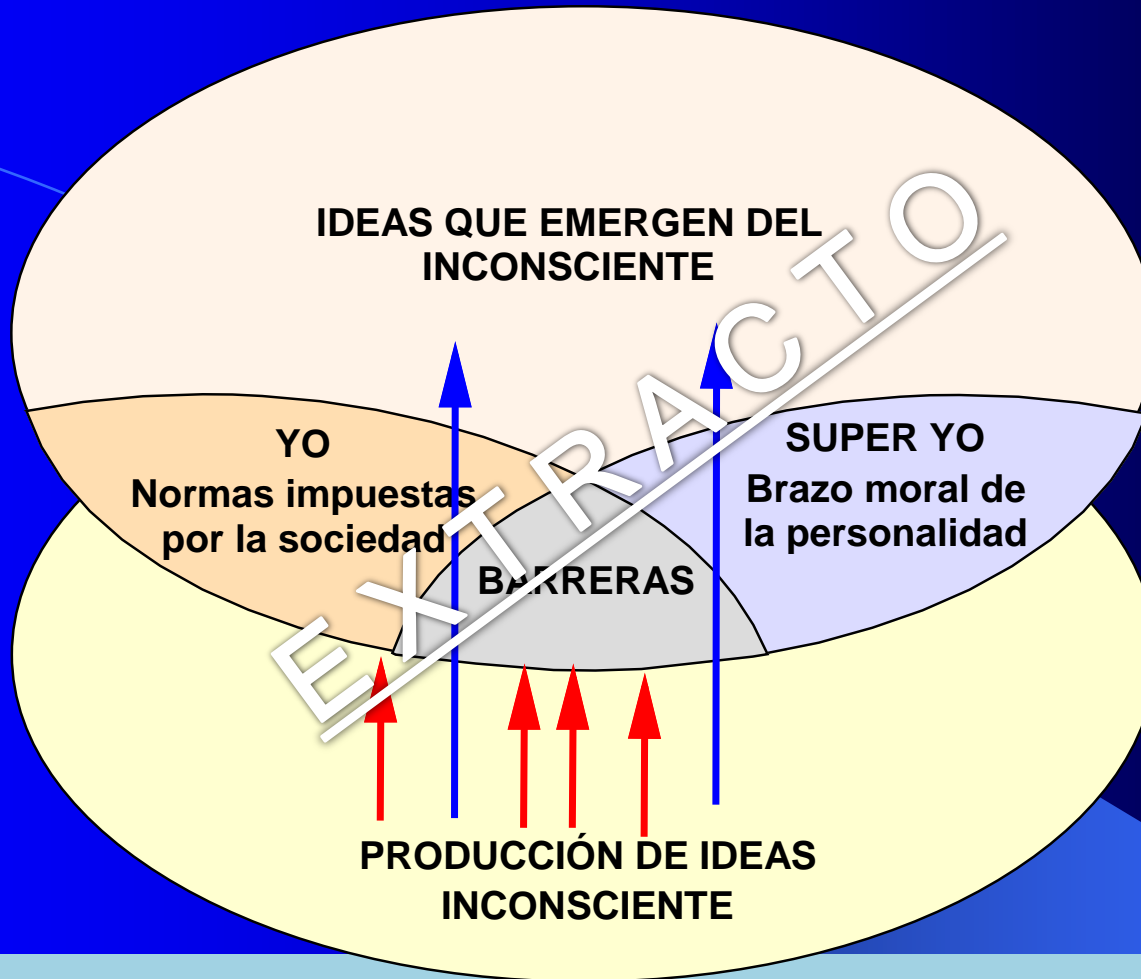 IDEAS QUE EMERGEN DEL
INCONSCIENTE
YO
Normas impuestas
por la sociedad
SUPER YO
Brazo moral de
la personalidad
BARRERAS
EXTRACTO
PRODUCCIÓN DE IDEAS
INCONSCIENTE